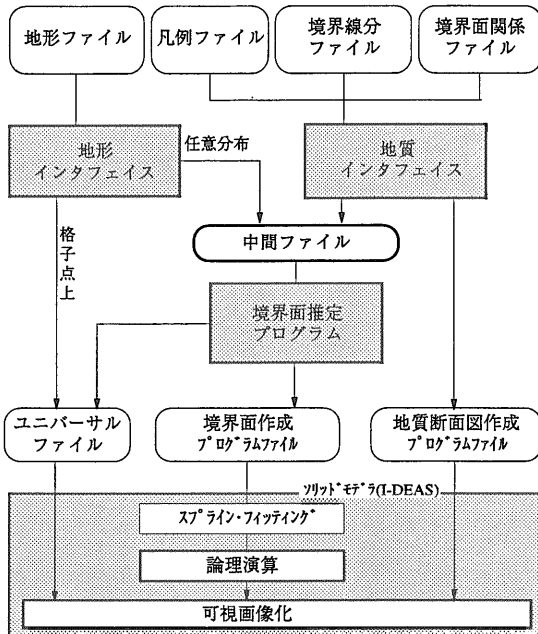 地形ファイル
凡例ファイル
境界線分
ファイル
境界面関係
ファイル
地形
インタフェイス
任意分布
地質
インタフェイス
格子点上
中間ファイル
境界面推定
プログラム
ユニバーサル
ファイル
境界面作成
プログラムファイル
地質断面図作成
プログラムファイル
ソリッドモデラ(I-DEAS)
スプライン・フィッティング
論理演算
可視画像化